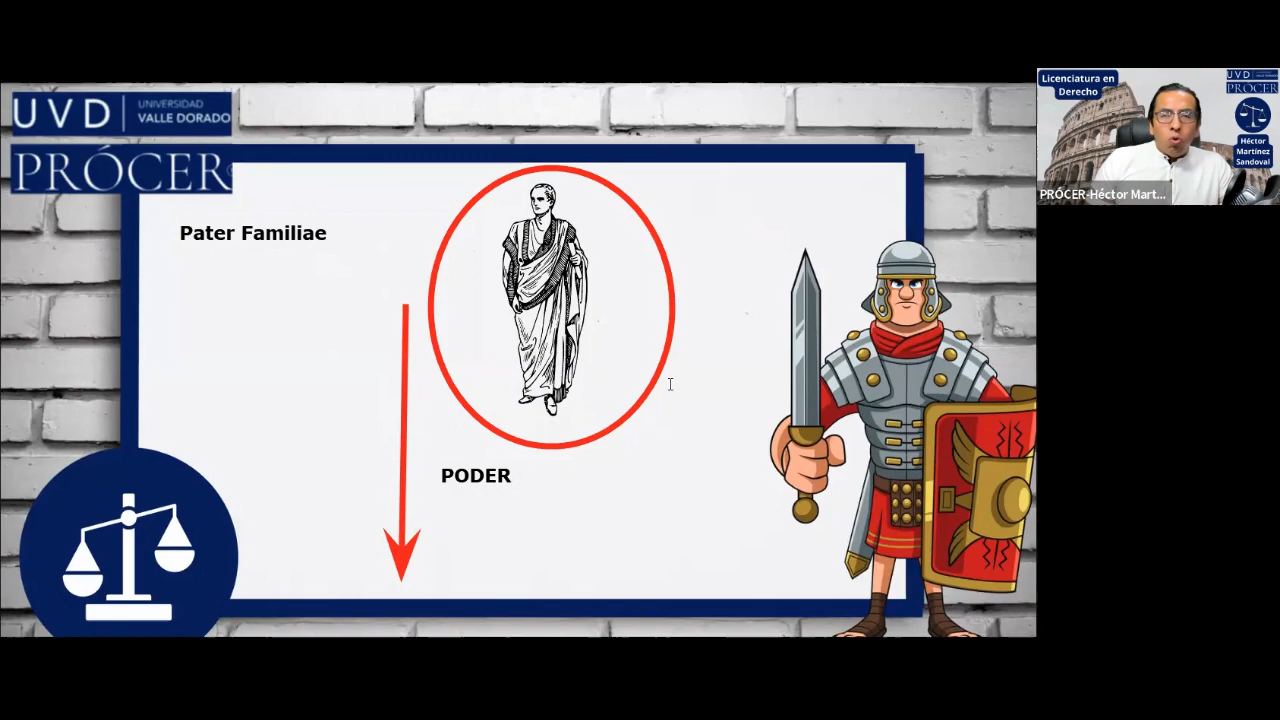 UVD
UNIVERSIDAD
VALLE DORADO
PRÓCER
Pater Familiae
PODER
Licenciatura en
Derecho
UVD
PRÓCER
Héctor
Martínez
Sandoval
PRÓCER-Héctor Mart...